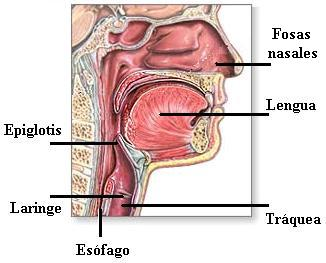 Fosas
nasales
Lengua
Epiglotis
Laringe
Tráquea
Esófago